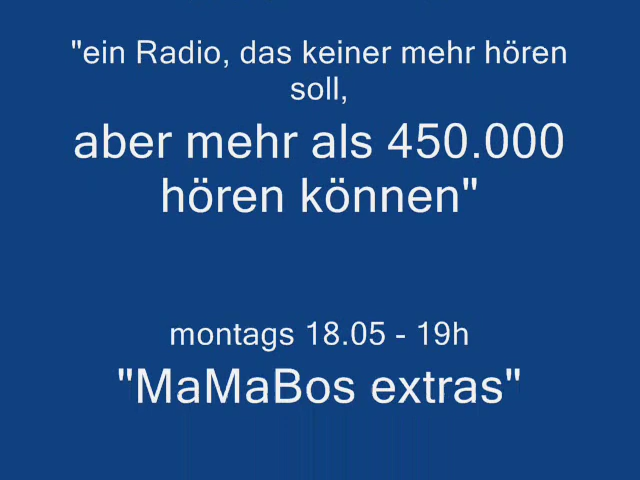 "ein Radio, das keiner mehr hören
soll,
aber mehr als 450.000
hören können"
montags 18.05 - 19h
"MaMaBos extras"